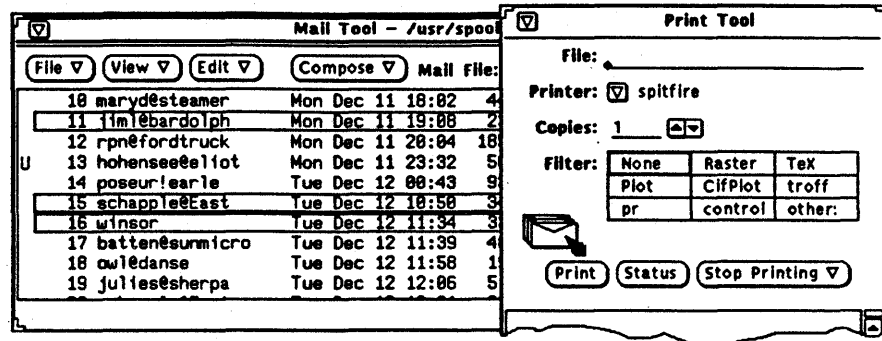 Mail Tool - /usr/spool
File View Edit Compose Mail File:
10 maryd@steamer Mon Dec 11 18:02
11 jiml@bardolph Mon Dec 11 19:08
12 rpn@fordtruck Mon Dec 11 20:04
U 13 hohensee@eliot Mon Dec 11 23:32
14 poseur!earle Tue Dec 12 00:43
15 schapple@East Tue Dec 12 10:50
16 winsor Tue Dec 12 11:34
17 batten@sunmicro Tue Dec 12 11:39
18 owl@danse Tue Dec 12 11:58
19 julies@sherpa Tue Dec 12 12:06
Print Tool
File:
Printer: spitfire
Copies: 1
Filter: None Raster TeX
Plot CifPlot troff
pr control other:
Print Status Stop Printing